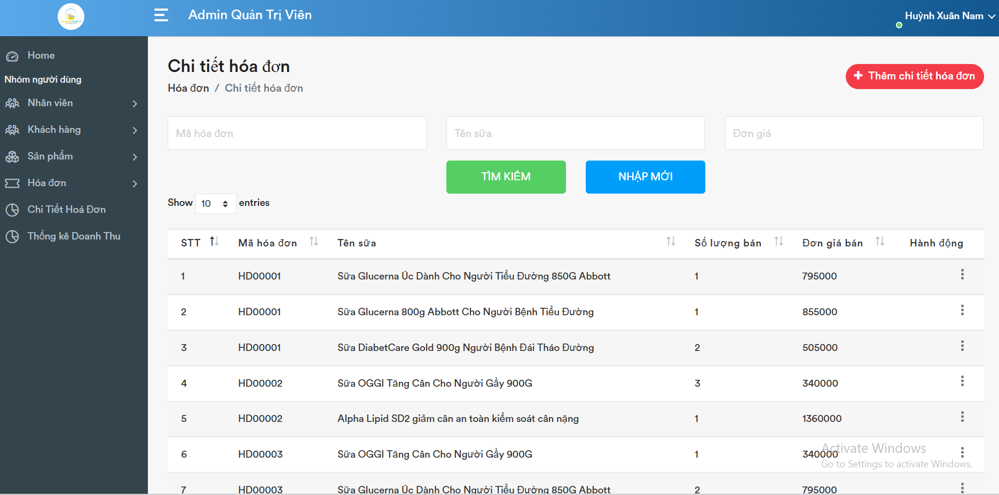 Admin Quản Trị Viên
Huỳnh Xuân Nam
Home
Nhóm người dùng
Nhân viên
Khách hàng
Sản phẩm
Hóa đơn
Chi Tiết Hoá Đơn
Thống kê Doanh Thu
Chi tiết hóa đơn
Hóa đơn / Chi tiết hóa đơn
+ Thêm chi tiết hóa đơn
Mã hóa đơn Tên sữa Đơn giá
TÌM KIẾM NHẬP MỚI
Show 10 entries
STT Mã hóa đơn Tên sữa Số lượng bán Đơn giá bán Hành động
1 HD00001 Sữa Glucerna Úc Dành Cho Người Tiểu Đường 850G Abbott 1 795000
2 HD00001 Sữa Glucerna 800g Abbott Cho Người Bệnh Tiểu Đường 1 855000
3 HD00001 Sữa DiabetCare Gold 900g Người Bệnh Đái Tháo Đường 2 505000
4 HD00002 Sữa OGGI Tăng Cân Cho Người Gầy 900G 3 340000
5 HD00002 Alpha Lipid SD2 giảm cân an toàn kiểm soát cân nặng 1 1360000
6 HD00003 Sữa OGGI Tăng Cân Cho Người Gầy 900G 1 340000
7 HD00003 Sữa Glucerna Úc Dành Cho Người Tiểu Đường 850G Abbott 2 795000
Activate Windows
Go to Settings to activate Windows.